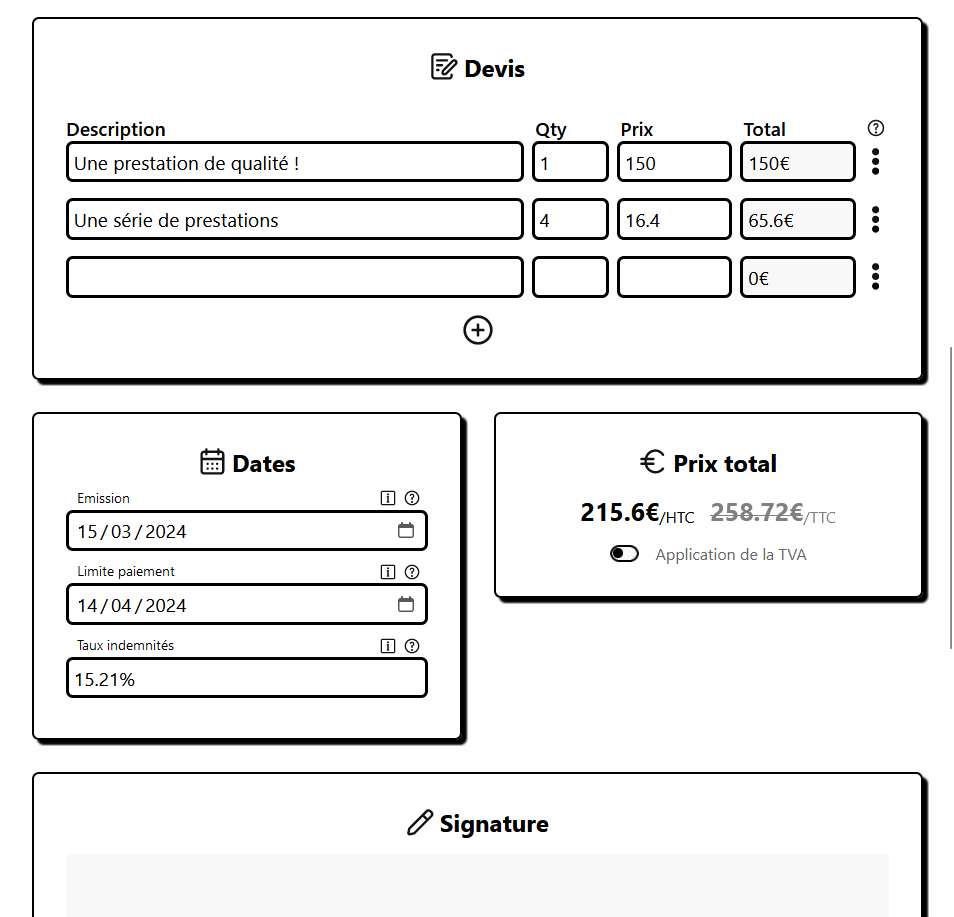 Devis
Description Qty Prix Total
Une prestation de qualité ! 1 150 150€
Une série de prestations 4 16.4 65.6€
0€
Dates
Emission
15/03/2024
Limite paiement
14/04/2024
Taux indemnités
15.21%
Prix total
215.6€/HTC 258.72€/TTC
Application de la TVA
Signature